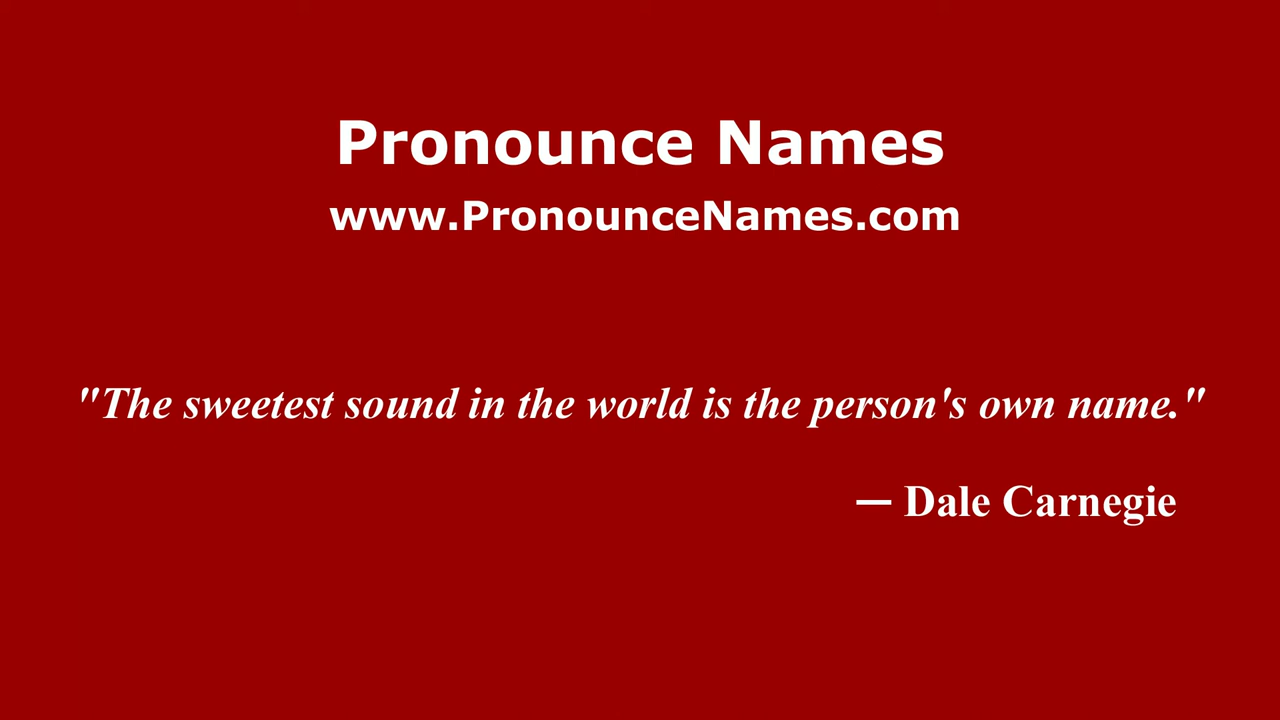 Pronounce Names
www.PronounceNames.com
"The sweetest sound in the world is the person's own name."
— Dale Carnegie